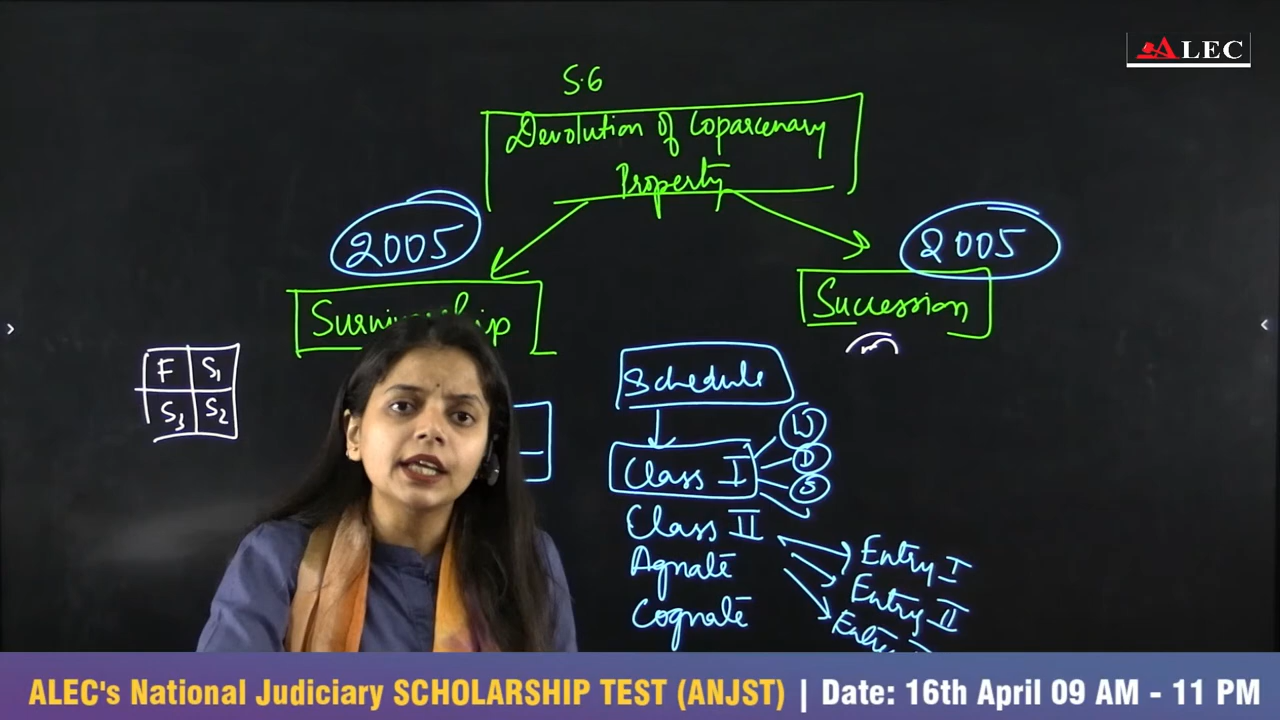 ALEC
S.6
Devolution of Coparcenary
Property
2005
2005
Survivorship
Succession
F S1
S3 S2
Schedule
W
Class I
D
S
Class II
Entry I
Agnate
Entry II
Cognate
ALEC's National Judiciary SCHOLARSHIP TEST (ANJST) | Date: 16th April 09 AM - 11 PM